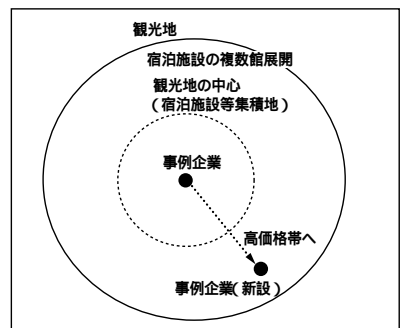 観光地
宿泊施設の複数館展開
観光地の中心
（宿泊施設等集積地）
事例企業
高価格帯へ
事例企業（新設）